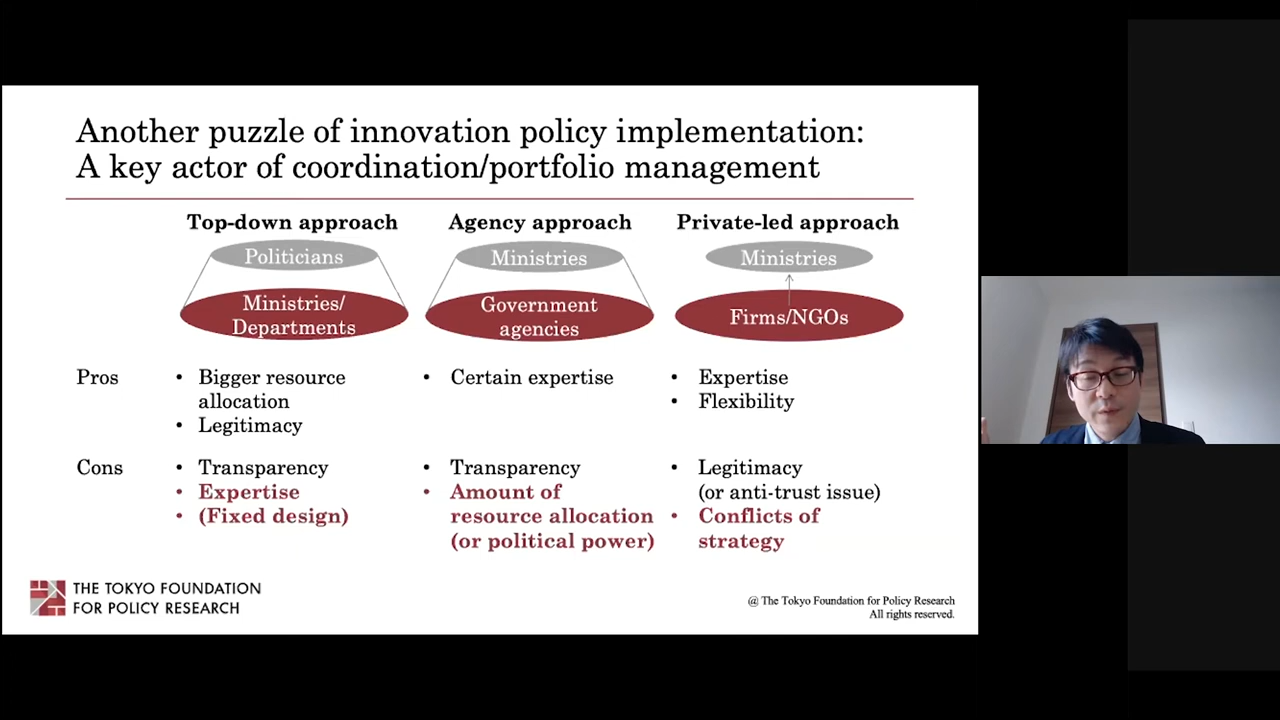 Another puzzle of innovation policy implementation:
A key actor of coordination/portfolio management
Top-down approach
Agency approach
Private-led approach
Politicians
Ministries
Ministries
Ministries/
Departments
Government
agencies
Firms/NGOs
Pros
• Bigger resource
allocation
• Legitimacy
• Certain expertise
• Expertise
• Flexibility
Cons
• Transparency
• Expertise
• (Fixed design)
• Transparency
• Amount of
resource allocation
(or political power)
• Legitimacy
(or anti-trust issue)
• Conflicts of
strategy
THE TOKYO FOUNDATION
FOR POLICY RESEARCH
@ The Tokyo Foundation for Policy Research
All rights reserved.